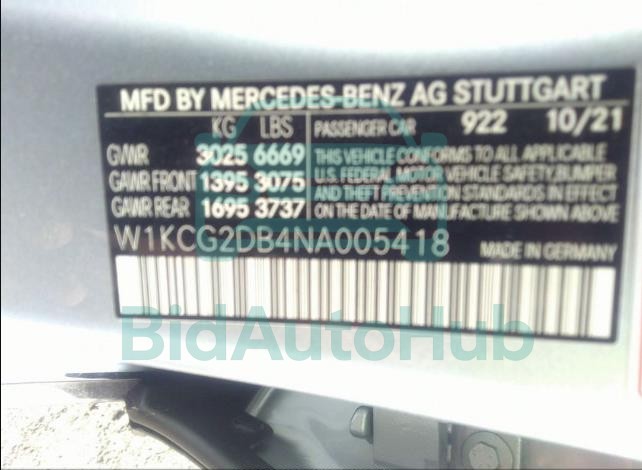 MFD BY MERCEDES-BENZ AG STUTTGART
KG LBS PASSENGER CAR 922 10/21
GVWR 3025 6669 THIS VEHICLE CONFORMS TO ALL APPLICABLE
U.S. FEDERAL MOTOR VEHICLE SAFETY, BUMPER
GAWR FRONT 1395 3075 AND THEFT PREVENTION STANDARDS IN EFFECT
GAWR REAR 1695 3737 ON THE DATE OF MANUFACTURE SHOWN ABOVE.
W1KCG2DB4NA005418 MADE IN GERMANY
BidAutoHub